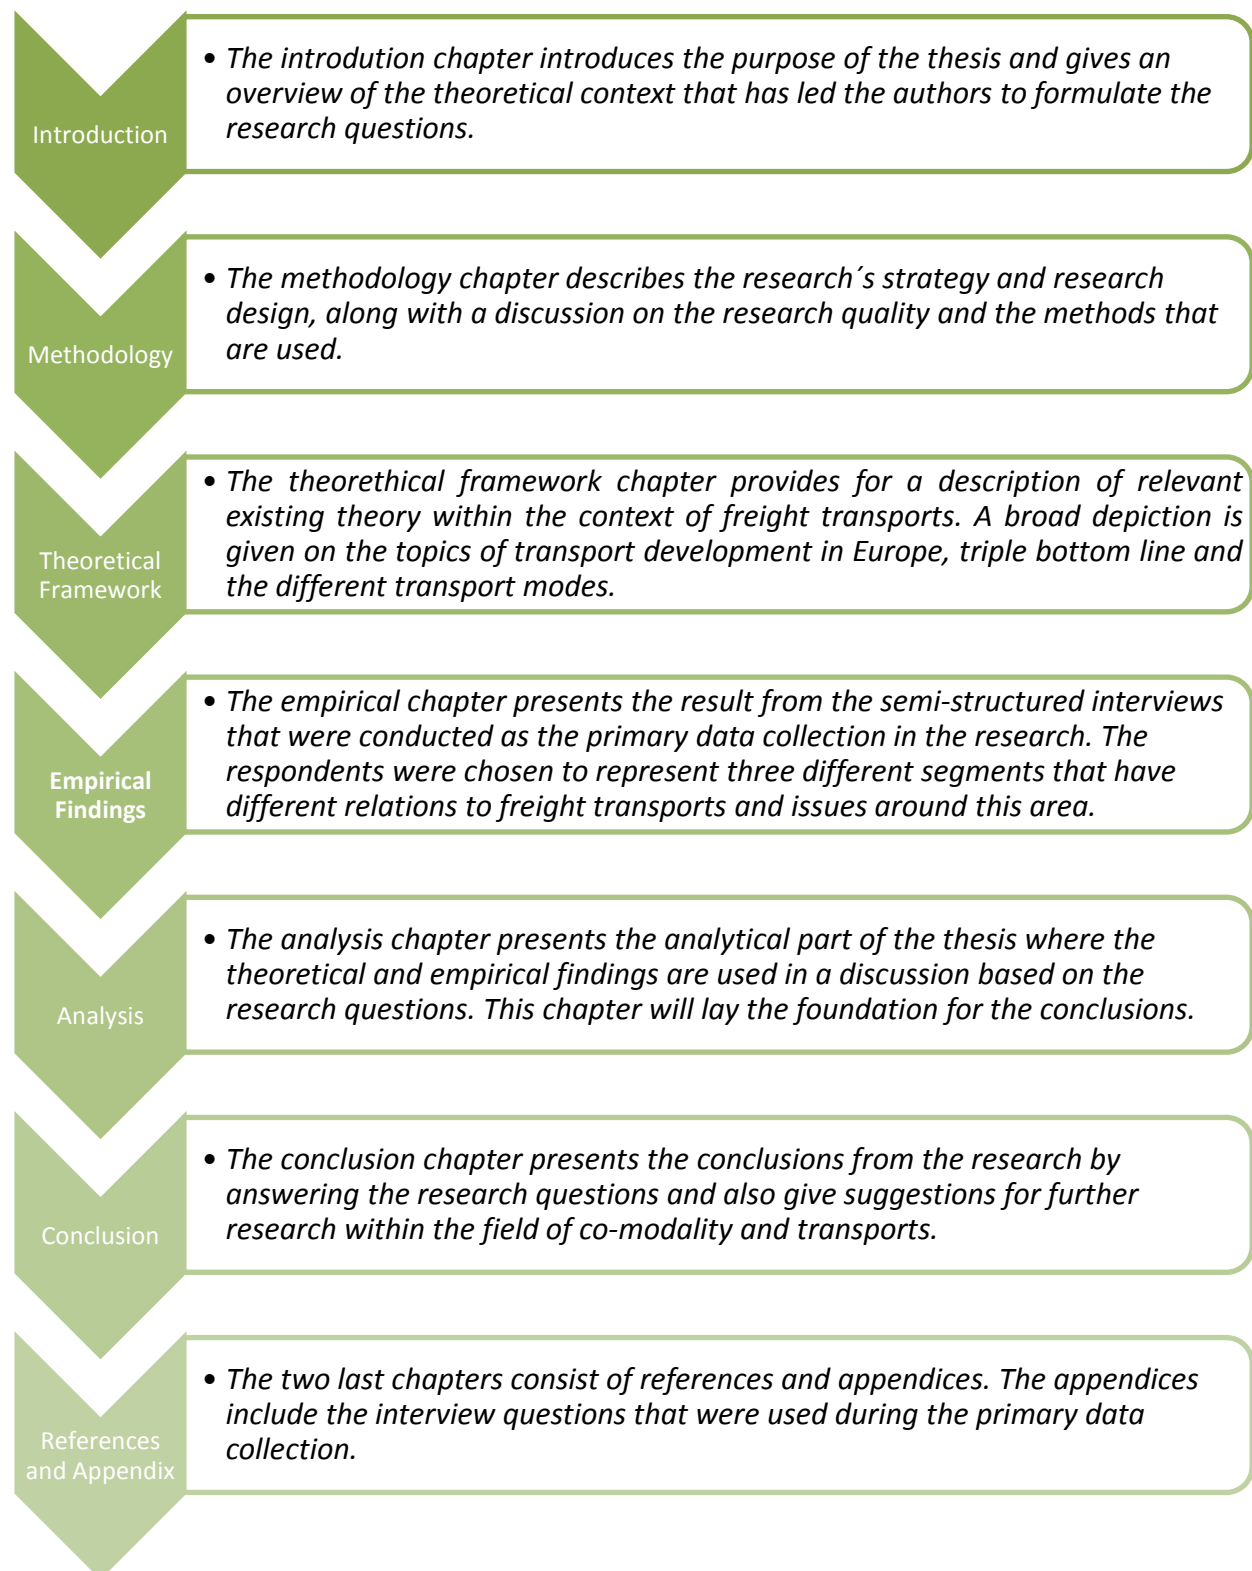 Introduction
• The introdution chapter introduces the purpose of the thesis and gives an
overview of the theoretical context that has led the authors to formulate the
research questions.
Methodology
• The methodology chapter describes the research´s strategy and research
design, along with a discussion on the research quality and the methods that
are used.
Theoretical
Framework
• The theorethical framework chapter provides for a description of relevant
existing theory within the context of freight transports. A broad depiction is
given on the topics of transport development in Europe, triple bottom line and
the different transport modes.
Empirical
Findings
• The empirical chapter presents the result from the semi-structured interviews
that were conducted as the primary data collection in the research. The
respondents were chosen to represent three different segments that have
different relations to freight transports and issues around this area.
Analysis
• The analysis chapter presents the analytical part of the thesis where the
theoretical and empirical findings are used in a discussion based on the
research questions. This chapter will lay the foundation for the conclusions.
Conclusion
• The conclusion chapter presents the conclusions from the research by
answering the research questions and also give suggestions for further
research within the field of co-modality and transports.
References
and Appendix
• The two last chapters consist of references and appendices. The appendices
include the interview questions that were used during the primary data
collection.